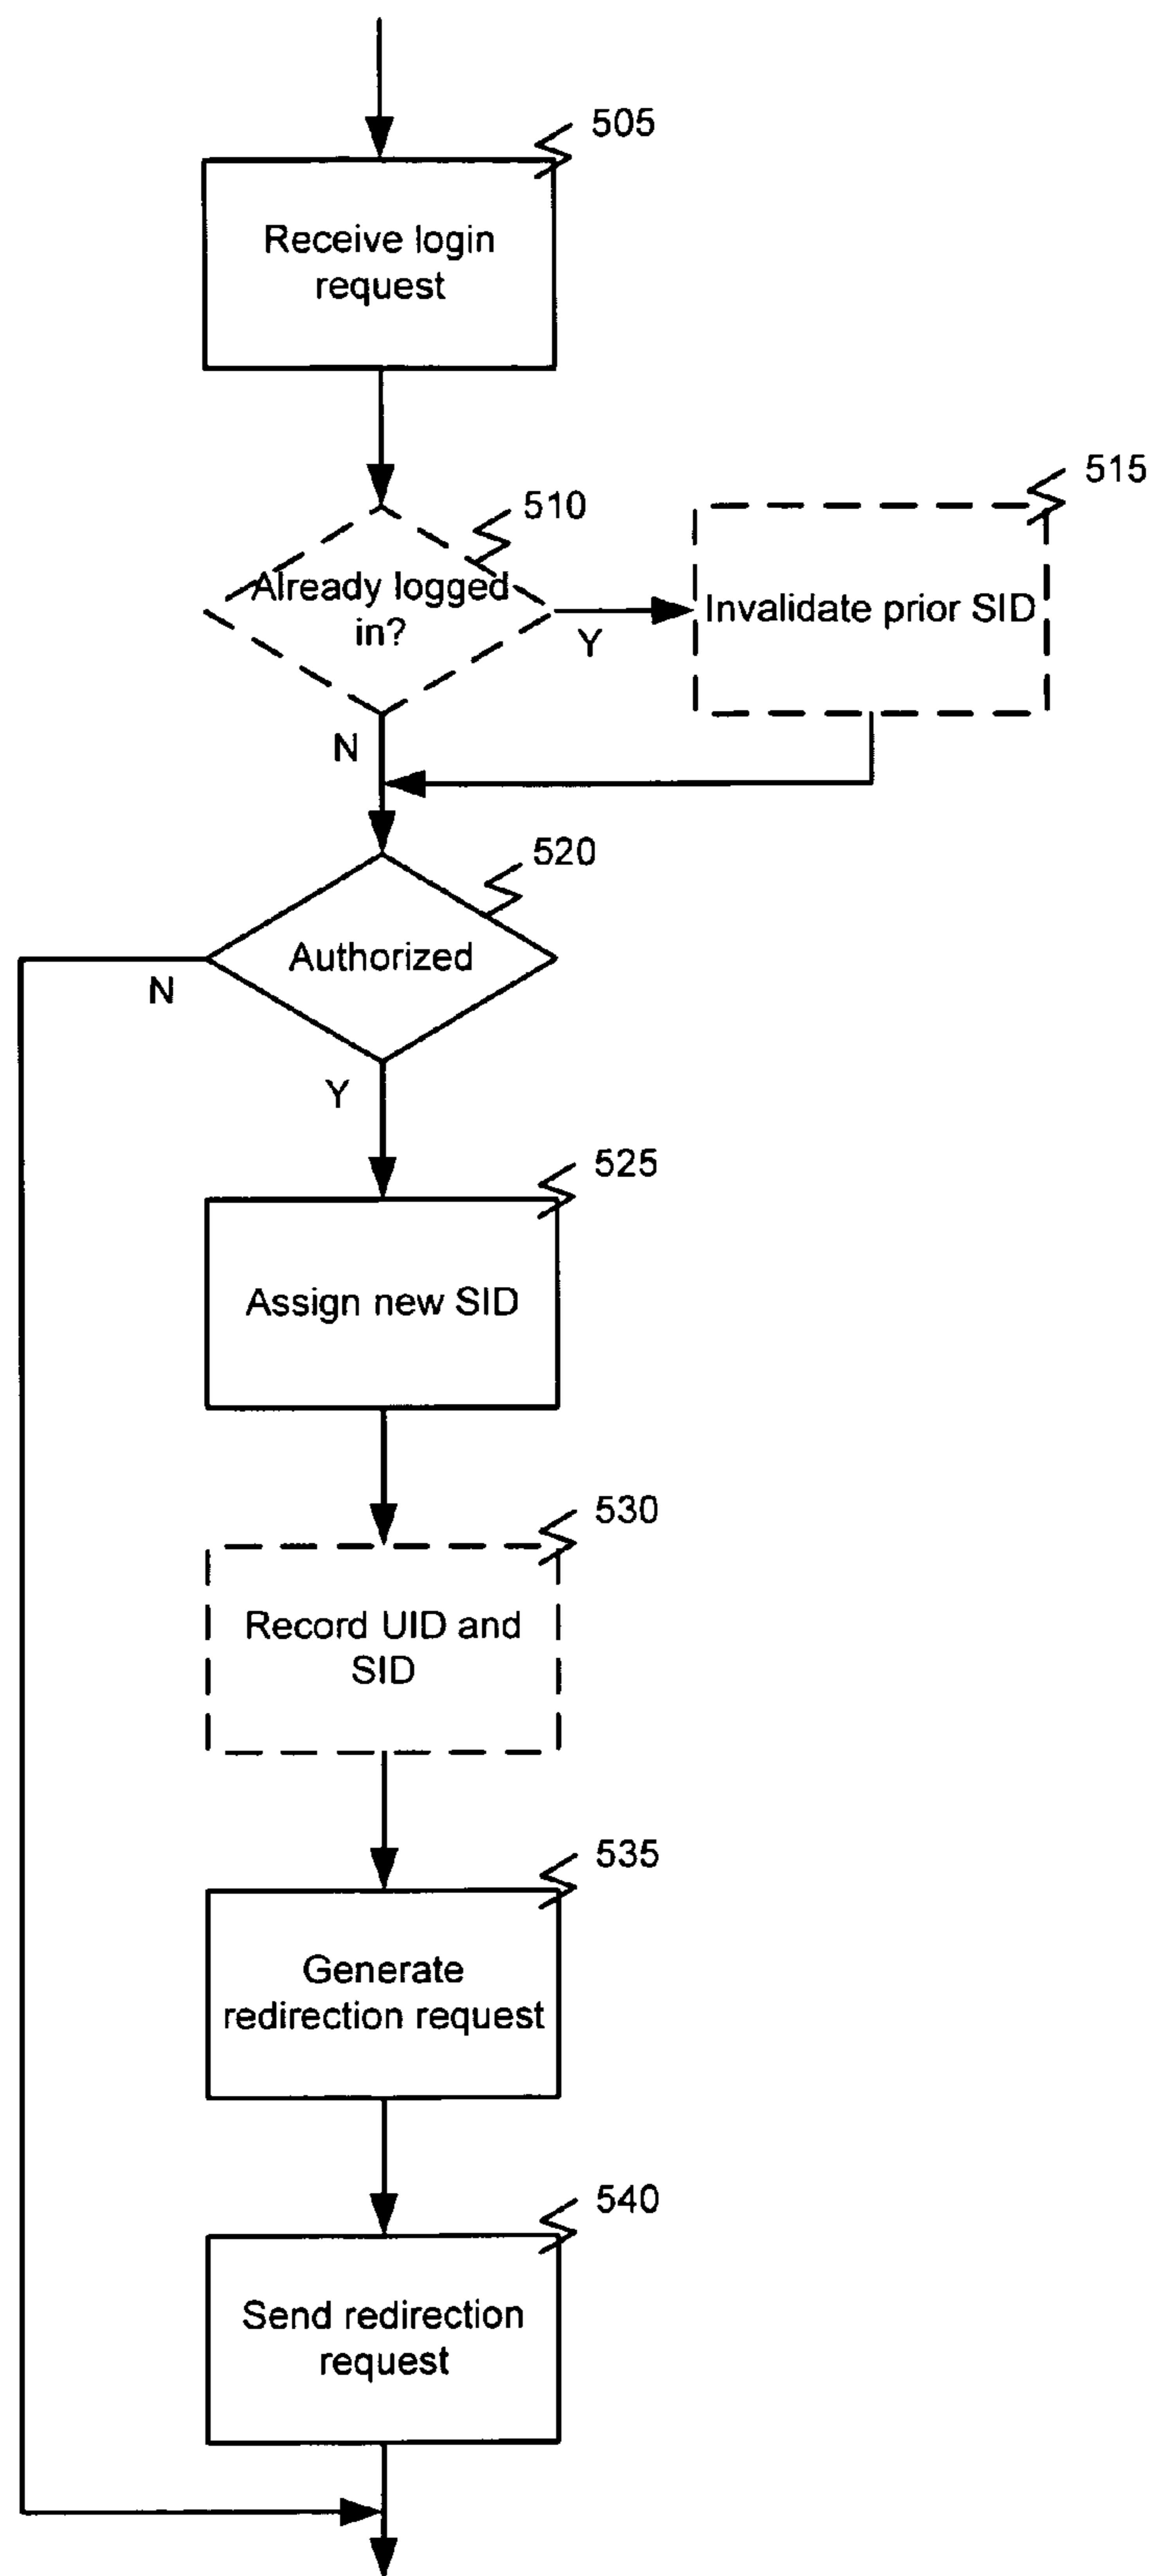 505
Receive login
request
510
Already logged
in?
Y
N
515
Invalidate prior SID
520
Authorized
N
Y
525
Assign new SID
530
Record UID and
SID
535
Generate
redirection request
540
Send redirection
request